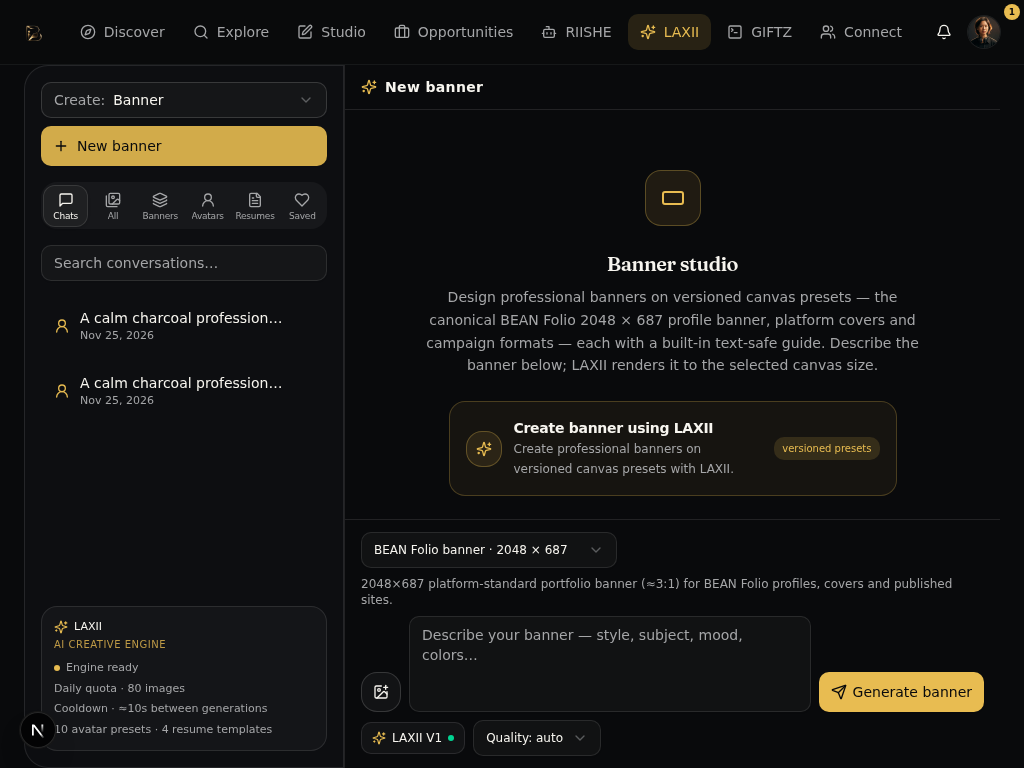 Discover
Explore
Studio
Opportunities
RIISHE
LAXII
GIFTZ
Connect
1
Create: Banner
New banner
Chats
All
Banners
Avatars
Resumes
Saved
Search conversations...
A calm charcoal profession...
Nov 25, 2026
A calm charcoal profession...
Nov 25, 2026
LAXII
AI CREATIVE ENGINE
Engine ready
Daily quota · 80 images
Cooldown · ≈10s between generations
10 avatar presets · 4 resume templates
N
New banner
Banner studio
Design professional banners on versioned canvas presets — the
canonical BEAN Folio 2048 × 687 profile banner, platform covers and
campaign formats — each with a built-in text-safe guide. Describe the
banner below; LAXII renders it to the selected canvas size.
Create banner using LAXII
Create professional banners on
versioned canvas presets with LAXII.
versioned presets
BEAN Folio banner · 2048 × 687
2048×687 platform-standard portfolio banner (≈3:1) for BEAN Folio profiles, covers and published
sites.
Describe your banner — style, subject, mood,
colors...
Generate banner
LAXII V1
Quality: auto